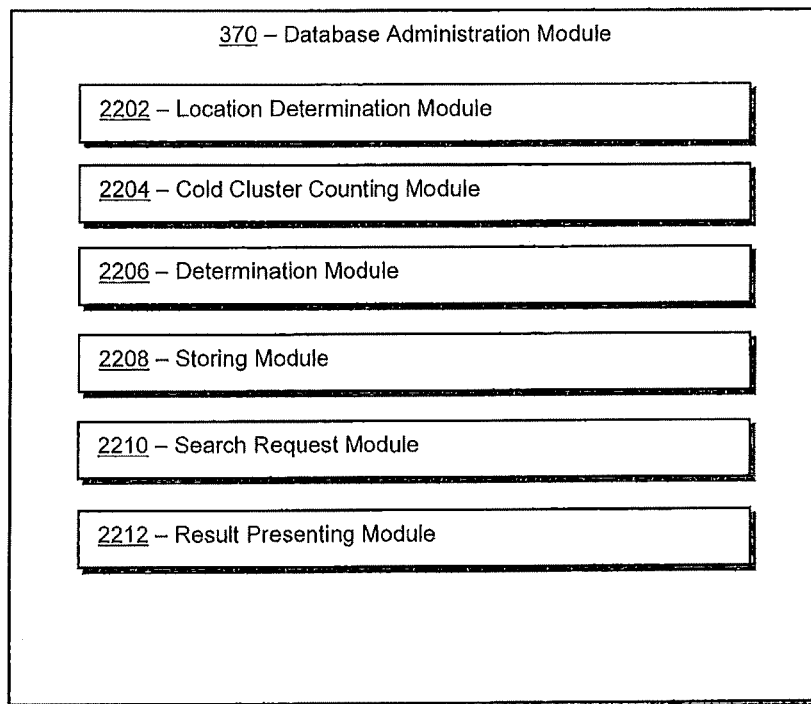 370 – Database Administration Module
2202 – Location Determination Module
2204 – Cold Cluster Counting Module
2206 – Determination Module
2208 – Storing Module
2210 – Search Request Module
2212 – Result Presenting Module